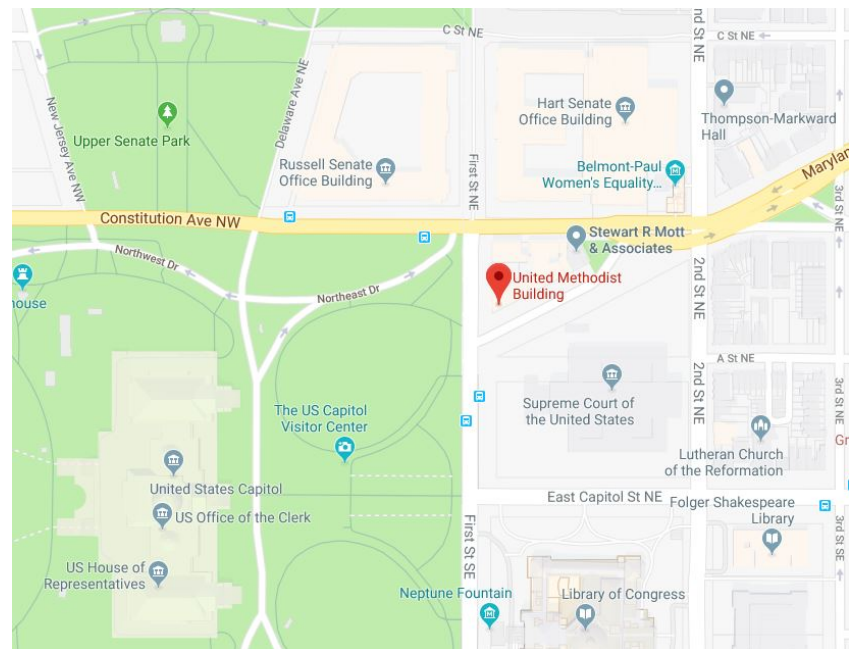 C St NE
2nd St NE
C St NE
New Jersey Ave NW
Delaware Ave NE
Upper Senate Park
Russell Senate
Office Building
Hart Senate
Office Building
Thompson-Markward
Hall
Belmont-Paul
Women's Equality...
Maryland
First St NE
3rd St NE
Constitution Ave NW
Stewart R Mott
& Associates
Northwest Dr
Northeast Dr
house
United Methodist
Building
2nd St NE
A St NE
The US Capitol
Visitor Center
Supreme Court of
the United States
2nd St NE
3rd St NE
Gr
Lutheran Church
of the Reformation
United States Capitol
US Office of the Clerk
East Capitol St NE
Folger Shakespeare
Library
First St SE
3rd St SE
US House of
Representatives
Neptune Fountain
Library of Congress